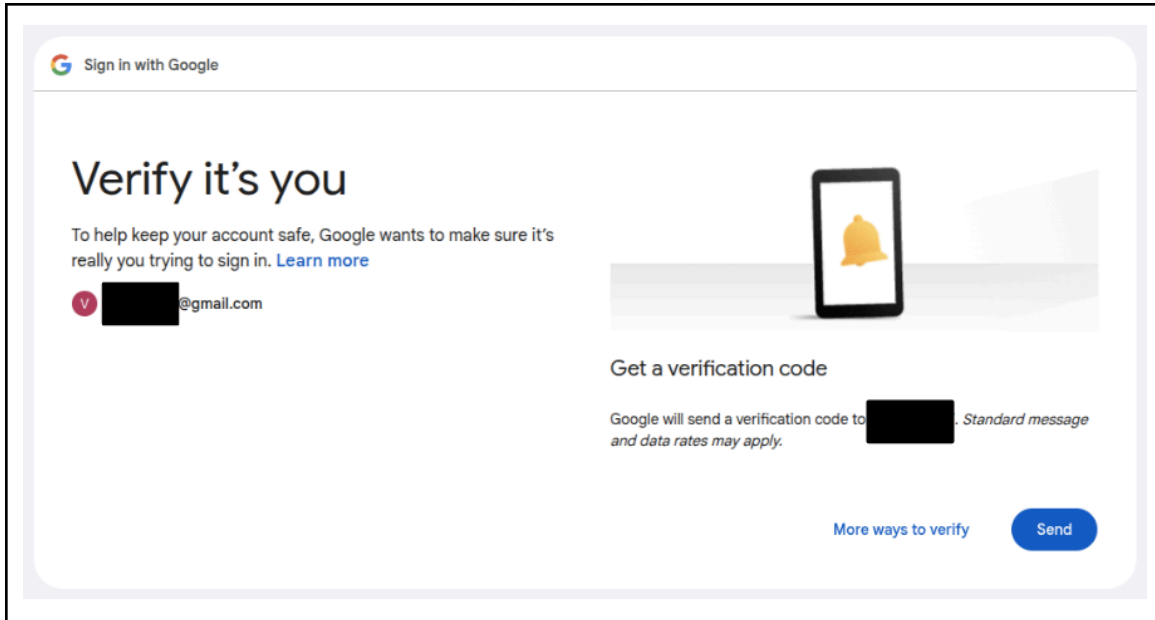 Sign in with Google
Verify it's you
To help keep your account safe, Google wants to make sure it's
really you trying to sign in. Learn more
V @gmail.com
Get a verification code
Google will send a verification code to . Standard message
and data rates may apply.
More ways to verify
Send